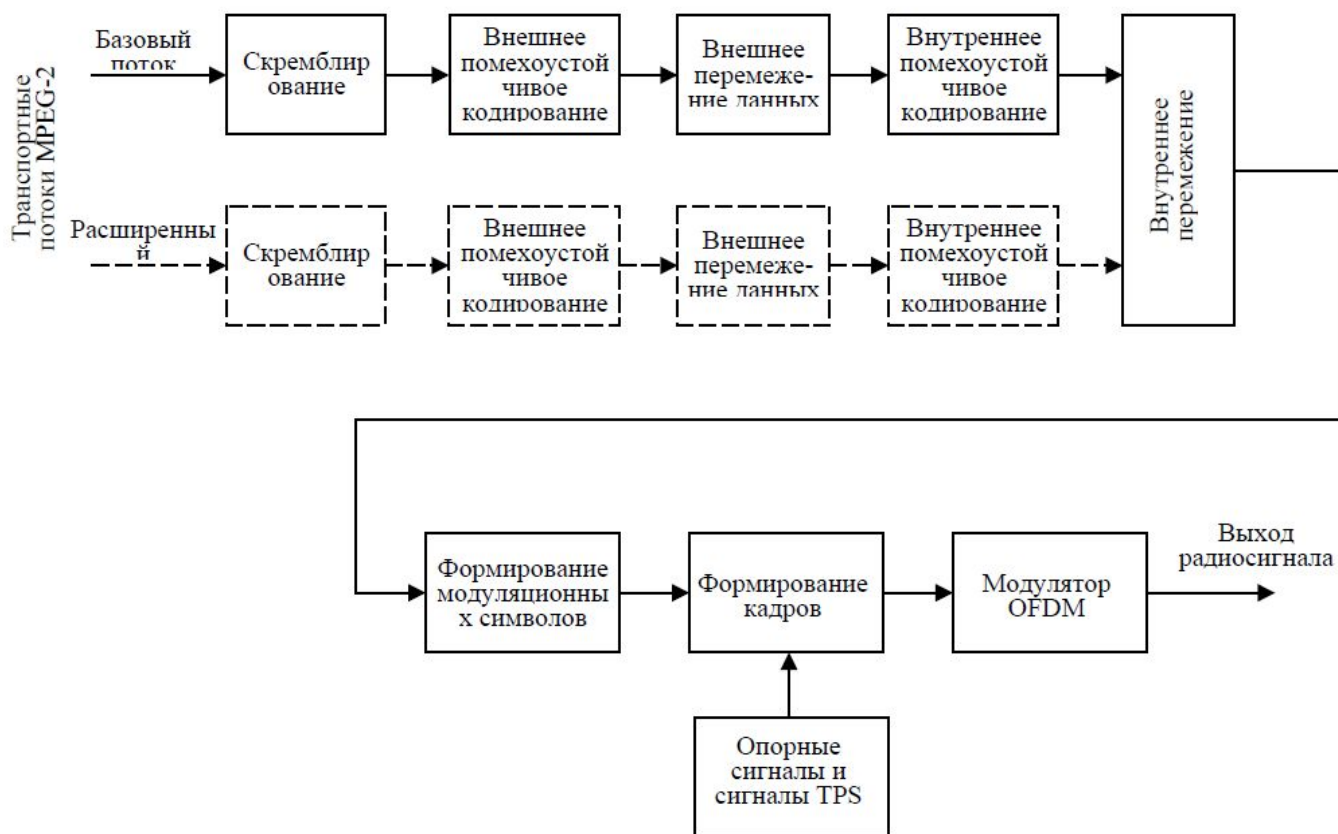 Транспортные
потоки MPEG-2
Базовый
поток
Скремблир
ование
Внешнее
помехоустой
чивое
кодирование
Внешнее
перемеже-
ние данных
Внутреннее
помехоустой
чивое
кодирование
Внутреннее
перемежение
Расширенны
й
Скремблир
ование
Внешнее
помехоустой
чивое
кодирование
Внешнее
перемеже-
ние данных
Внутреннее
помехоустой
чивое
кодирование
Формирование
модуляционны
х символов
Формирование
кадров
Модулятор
OFDM
Выход
радиосигнала
Опорные
сигналы и
сигналы TPS